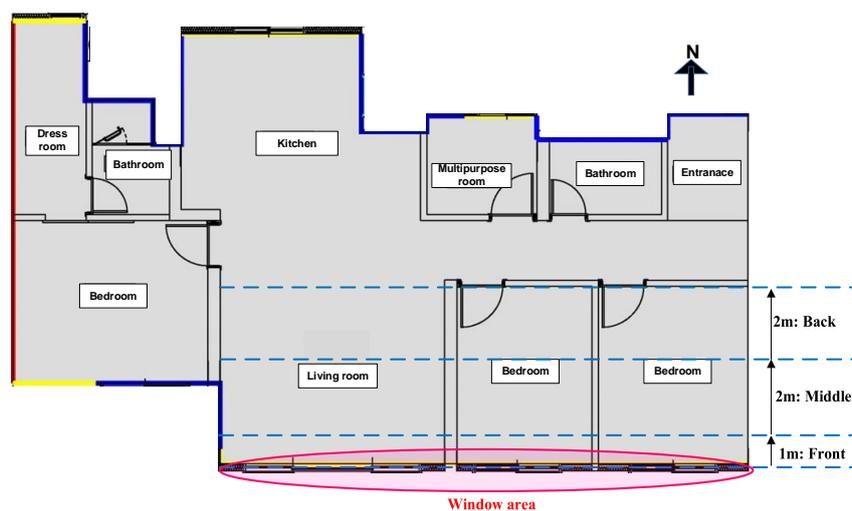 N
Dress
room
Bathroom
Kitchen
Multipurpose
room
Bathroom
Entranace
Bedroom
2m: Back
Living room
Bedroom
Bedroom
2m: Middle
1m: Front
Window area